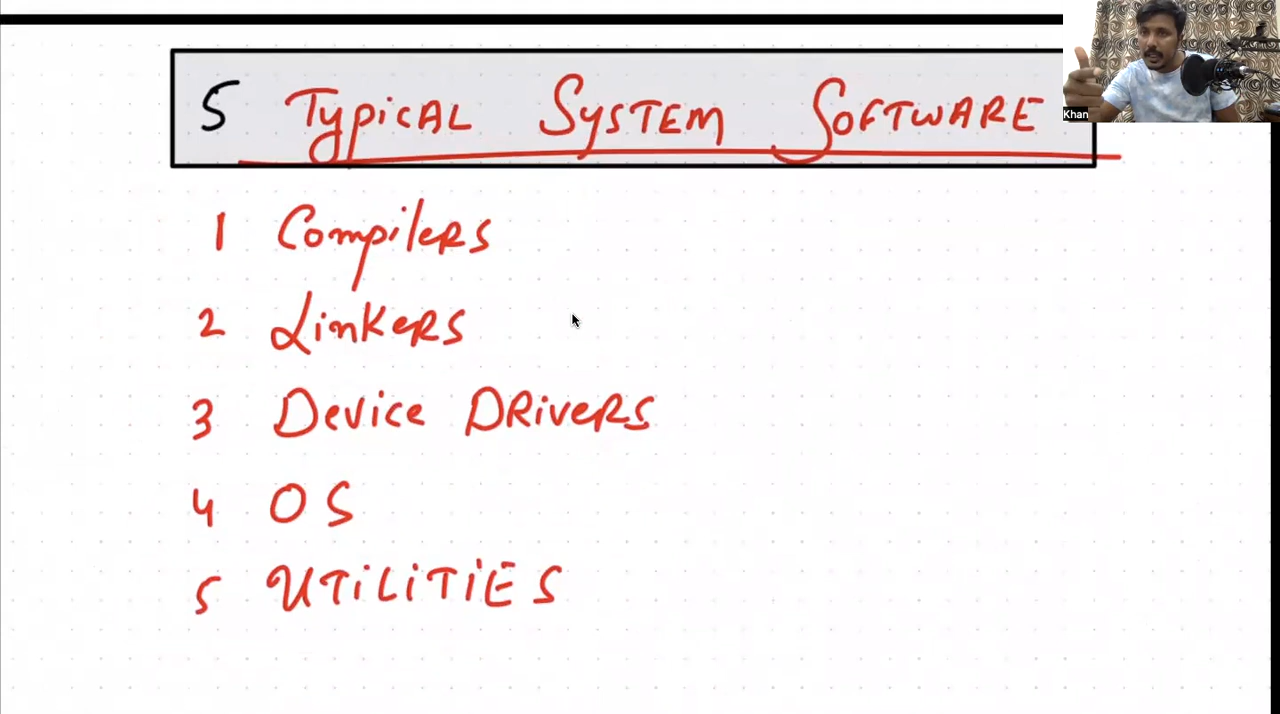 5 Typical System Software
Khan
1 Compilers
2 Linkers
3 Device Drivers
4 OS
5 Utilities